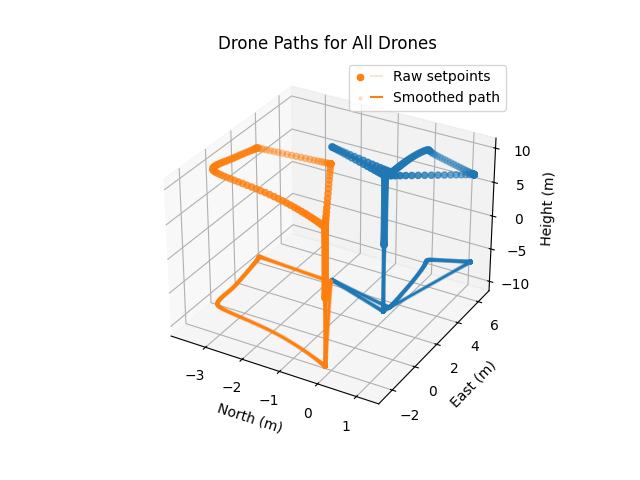 Drone Paths for All Drones
Raw setpoints
Smoothed path
10
5
0
−5
−10
Height (m)
6
4
2
0
−2
East (m)
−3
−2
−1
0
1
North (m)